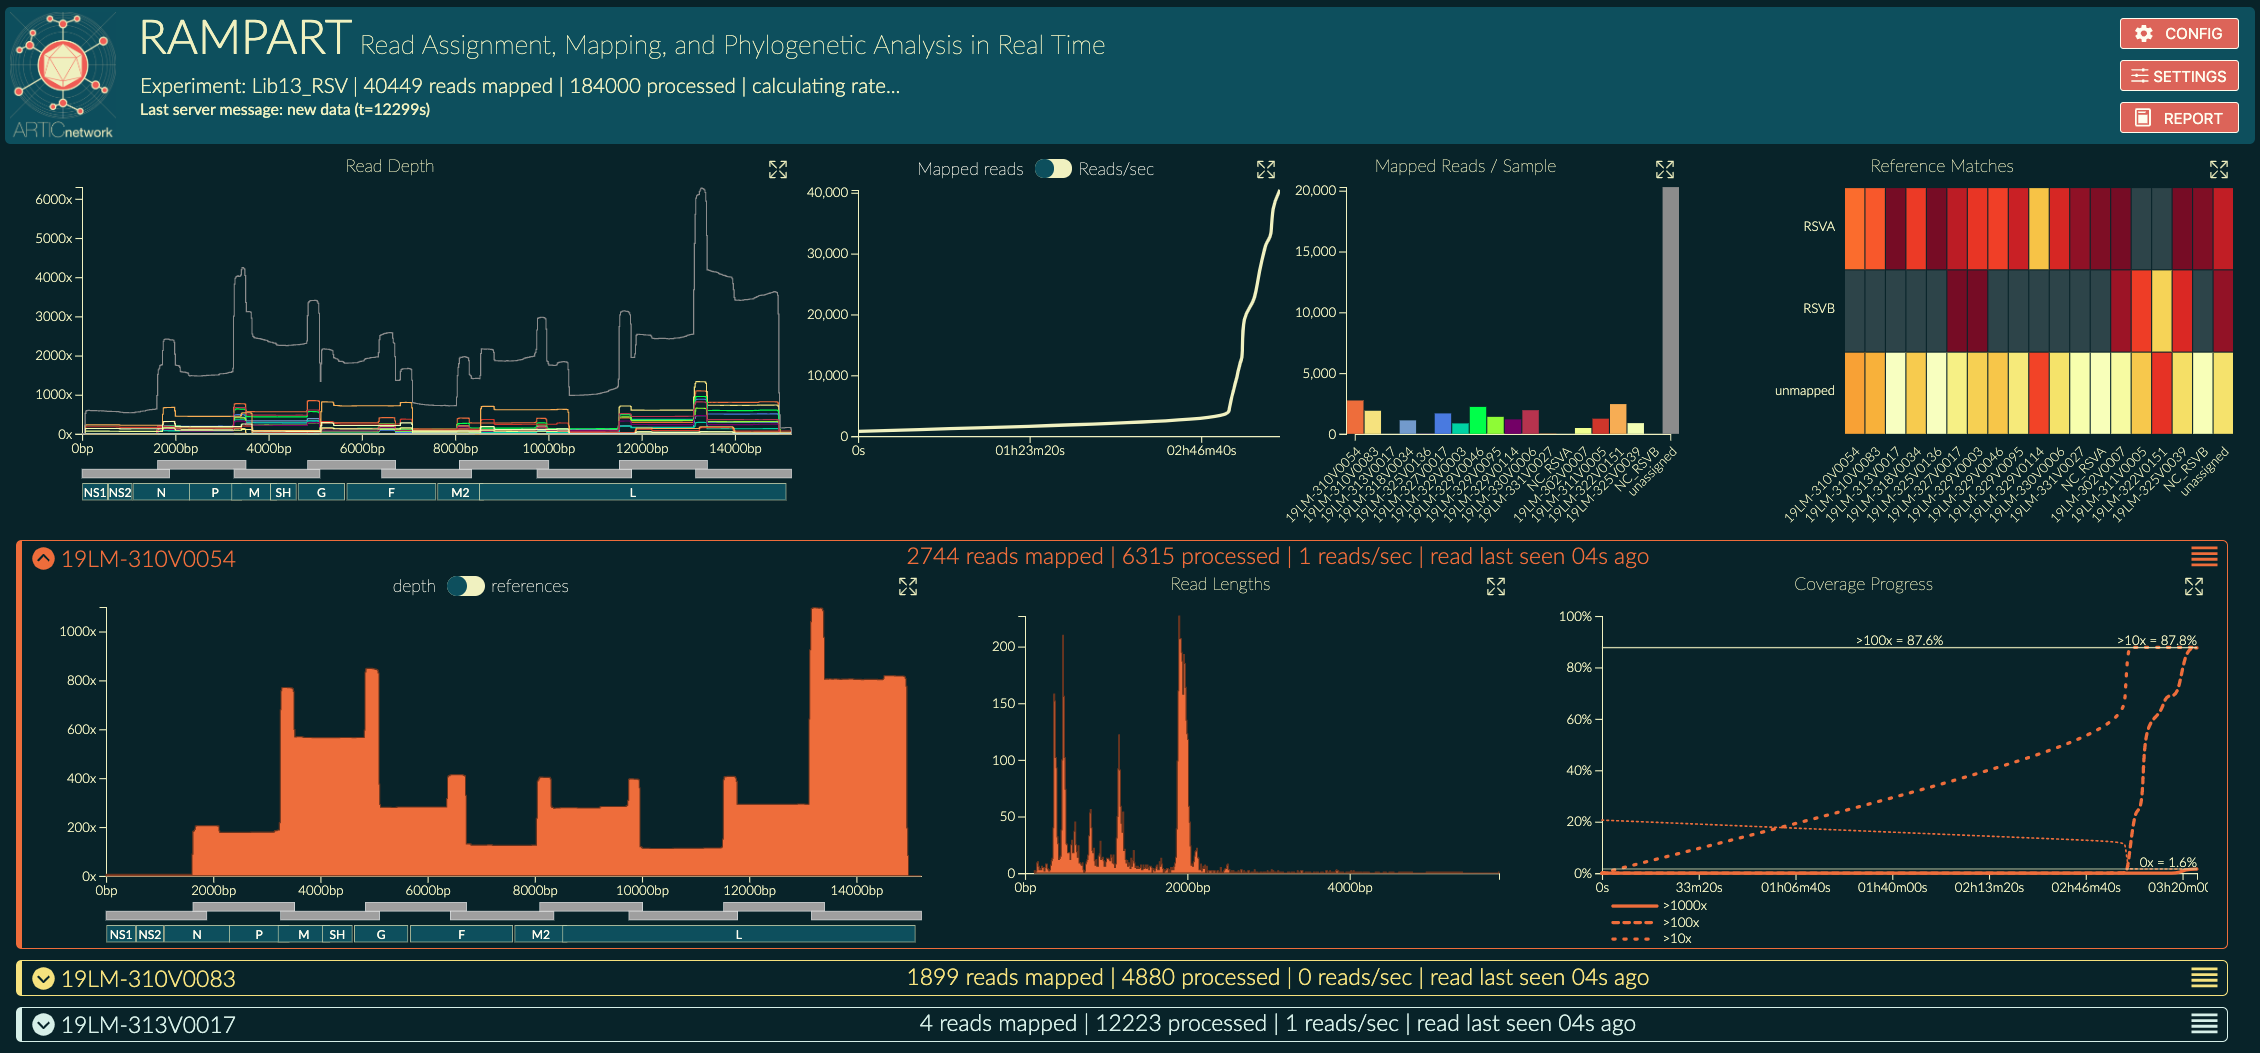 RAMPART Read Assignment, Mapping, and Phylogenetic Analysis in Real Time
Experiment: Lib13_RSV | 40449 reads mapped | 184000 processed | calculating rate...
Last server message: new data (t=12299s)
ARTICnetwork
CONFIG
SETTINGS
REPORT
Read Depth
6000x
5000x
4000x
3000x
2000x
1000x
0x
0bp 2000bp 4000bp 6000bp 8000bp 10000bp 12000bp 14000bp
NS1 NS2 N P M SH G F M2 L
Mapped reads Reads/sec
40,000
30,000
20,000
10,000
0
0s 01h23m20s 02h46m40s
Mapped Reads / Sample
20,000
15,000
10,000
5,000
0
19LM-310V0054
19LM-310V0083
19LM-313V0017
19LM-318V0034
19LM-325V0136
19LM-327V0017
19LM-329V0003
19LM-329V0046
19LM-329V0095
19LM-329V0114
19LM-330V0006
19LM-331V0027
NC_RSVA
19LM-302V0007
19LM-311V0005
19LM-322V0151
19LM-325V0039
NC_RSVB
unassigned
Reference Matches
RSVA
RSVB
unmapped
19LM-310V0054
19LM-310V0083
19LM-313V0017
19LM-318V0034
19LM-325V0136
19LM-327V0017
19LM-329V0003
19LM-329V0046
19LM-329V0095
19LM-329V0114
19LM-330V0006
19LM-331V0027
NC_RSVA
19LM-302V0007
19LM-311V0005
19LM-322V0151
19LM-325V0039
NC_RSVB
unassigned
19LM-310V0054
2744 reads mapped | 6315 processed | 1 reads/sec | read last seen 04s ago
depth references
1000x
800x
600x
400x
200x
0x
0bp 2000bp 4000bp 6000bp 8000bp 10000bp 12000bp 14000bp
NS1 NS2 N P M SH G F M2 L
Read Lengths
200
150
100
50
0
0bp 2000bp 4000bp
Coverage Progress
100%
80%
60%
40%
20%
0%
>100x = 87.6%
>10x = 87.8%
0x = 1.6%
0s 33m20s 01h06m40s 01h40m00s 02h13m20s 02h46m40s 03h20m0
>1000x
>100x
>10x
19LM-310V0083
1899 reads mapped | 4880 processed | 0 reads/sec | read last seen 04s ago
19LM-313V0017
4 reads mapped | 12223 processed | 1 reads/sec | read last seen 04s ago